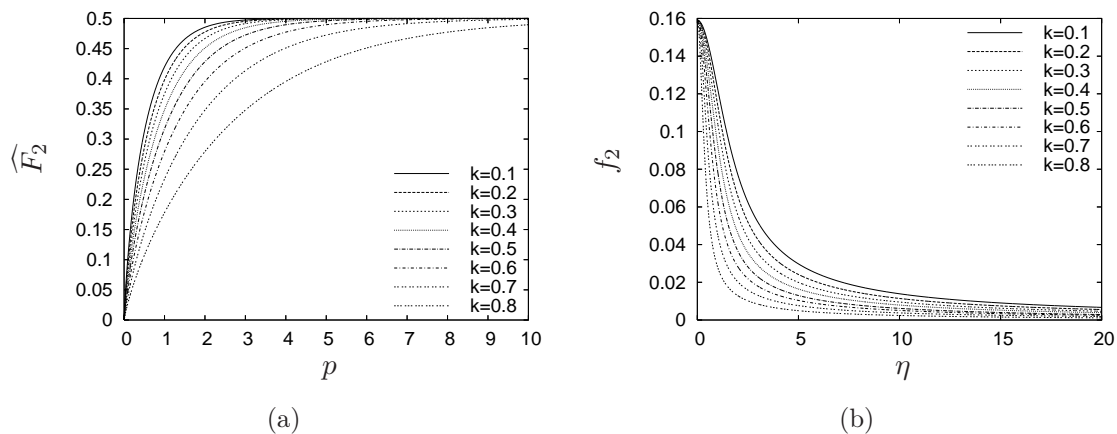 0.5
0.45
0.4
0.35
0.3
0.25
0.2
0.15
0.1
0.05
0
F̂₂
k=0.1
k=0.2
k=0.3
k=0.4
k=0.5
k=0.6
k=0.7
k=0.8
0 1 2 3 4 5 6 7 8 9 10
p
(a)
0.16
0.14
0.12
0.1
0.08
0.06
0.04
0.02
0
f₂
k=0.1
k=0.2
k=0.3
k=0.4
k=0.5
k=0.6
k=0.7
k=0.8
0 5 10 15 20
η
(b)